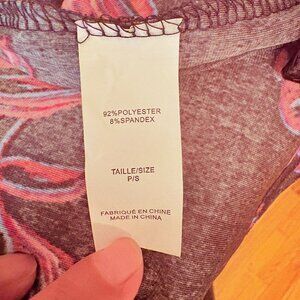 92%POLYESTER
8%SPANDEX
TAILLE/SIZE
P/S
FABRIQUÉ EN CHINE
MADE IN CHINA